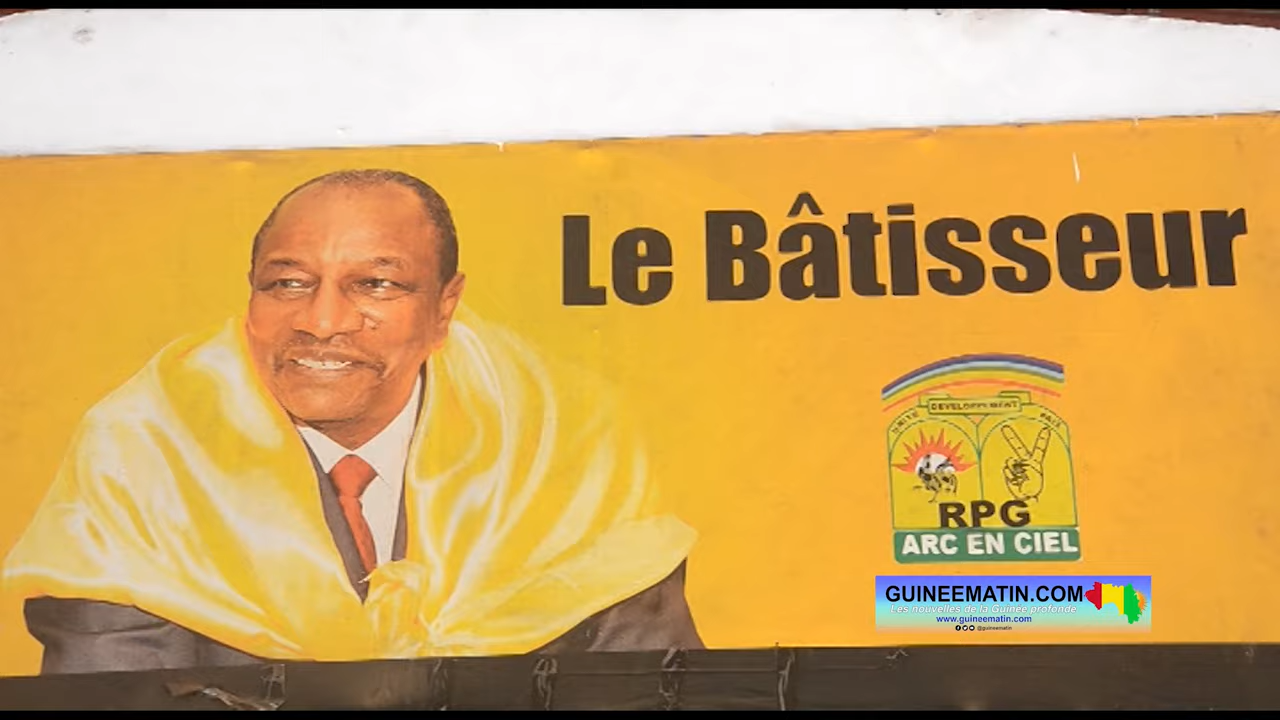 Le Bâtisseur
DEVELOPPEMENT
UNITE
PAIX
RPG
ARC EN CIEL
GUINEEMATIN.COM
Les nouvelles de la Guinée profonde
www.guineematin.com
@guineematin